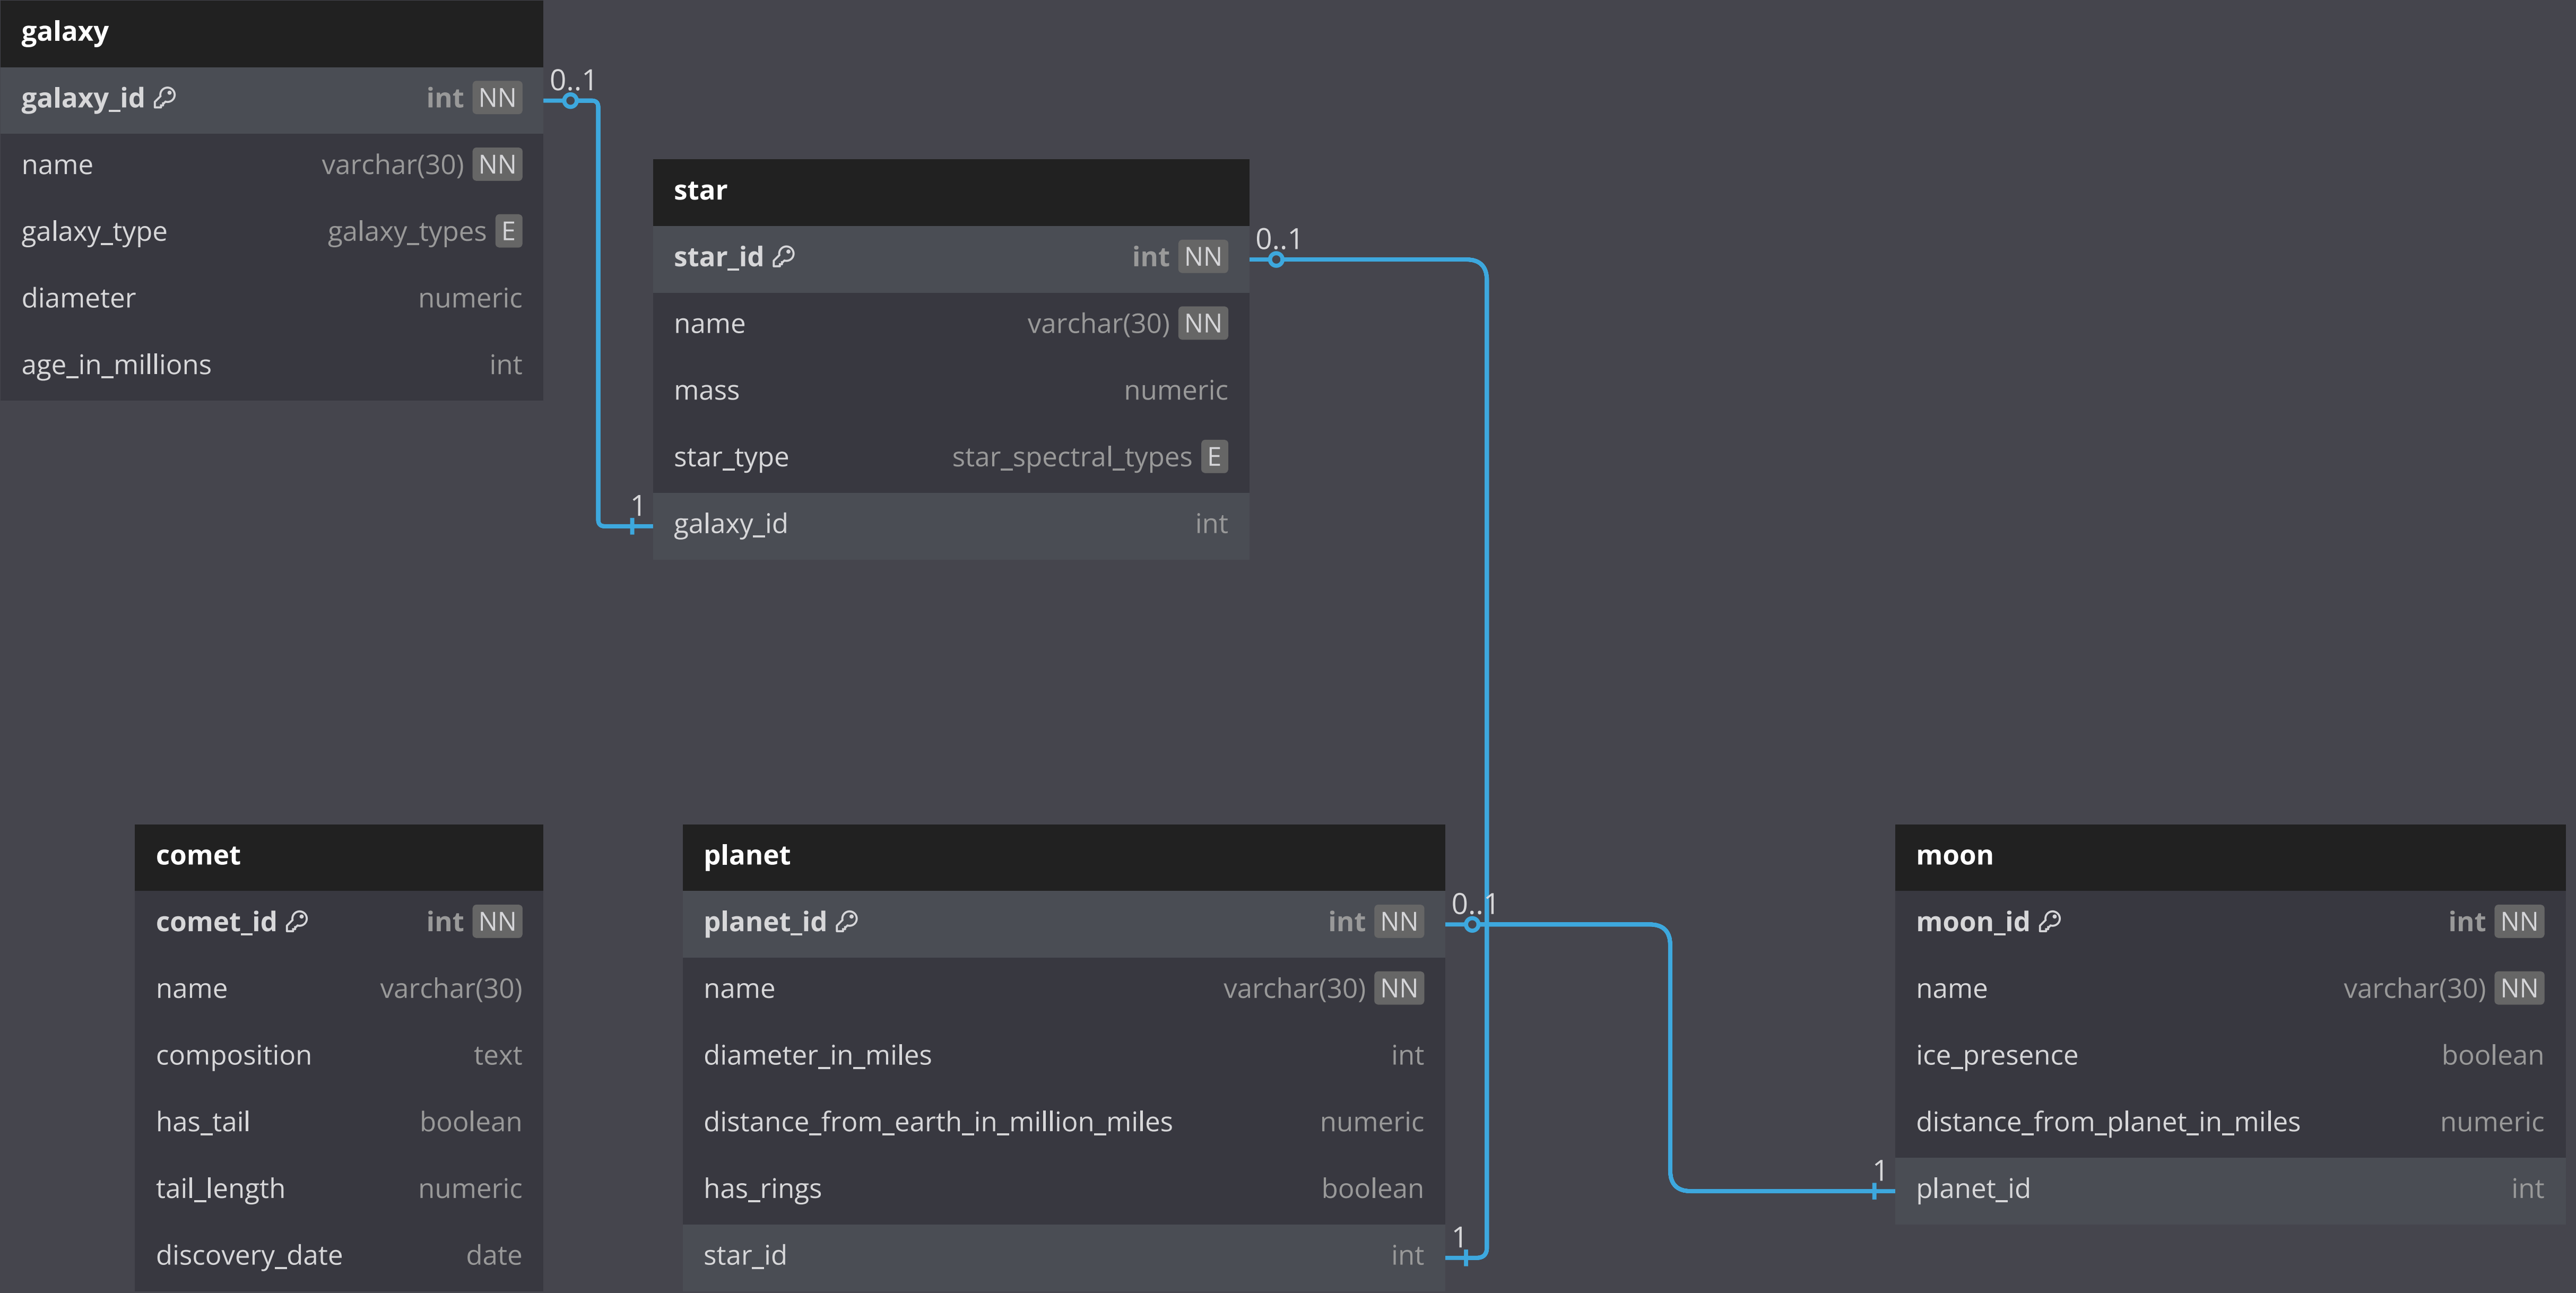 galaxy
galaxy_id int NN
name varchar(30) NN
galaxy_type galaxy_types E
diameter numeric
age_in_millions int
0..1
1
star
star_id int NN
name varchar(30) NN
mass numeric
star_type star_spectral_types E
galaxy_id int
0..1
comet
comet_id int NN
name varchar(30)
composition text
has_tail boolean
tail_length numeric
discovery_date date
planet
planet_id int NN
name varchar(30) NN
diameter_in_miles int
distance_from_earth_in_million_miles numeric
has_rings boolean
star_id int
0..1
1
moon
moon_id int NN
name varchar(30) NN
ice_presence boolean
distance_from_planet_in_miles numeric
planet_id int
1